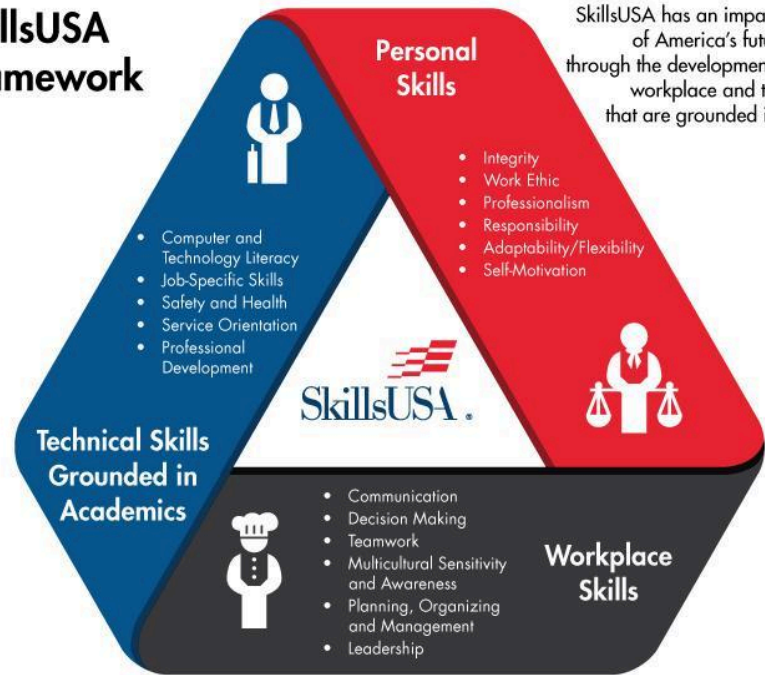 llsUSA
mework
SkillsUSA has an impa
of America's futu
through the development
workplace and t
that are grounded i
Personal
Skills
• Integrity
• Work Ethic
• Professionalism
• Responsibility
• Adaptability/Flexibility
• Self-Motivation
• Computer and
Technology Literacy
• Job-Specific Skills
• Safety and Health
• Service Orientation
• Professional
Development
Technical Skills
Grounded in
Academics
SkillsUSA®
• Communication
• Decision Making
• Teamwork
• Multicultural Sensitivity
and Awareness
• Planning, Organizing
and Management
• Leadership
Workplace
Skills